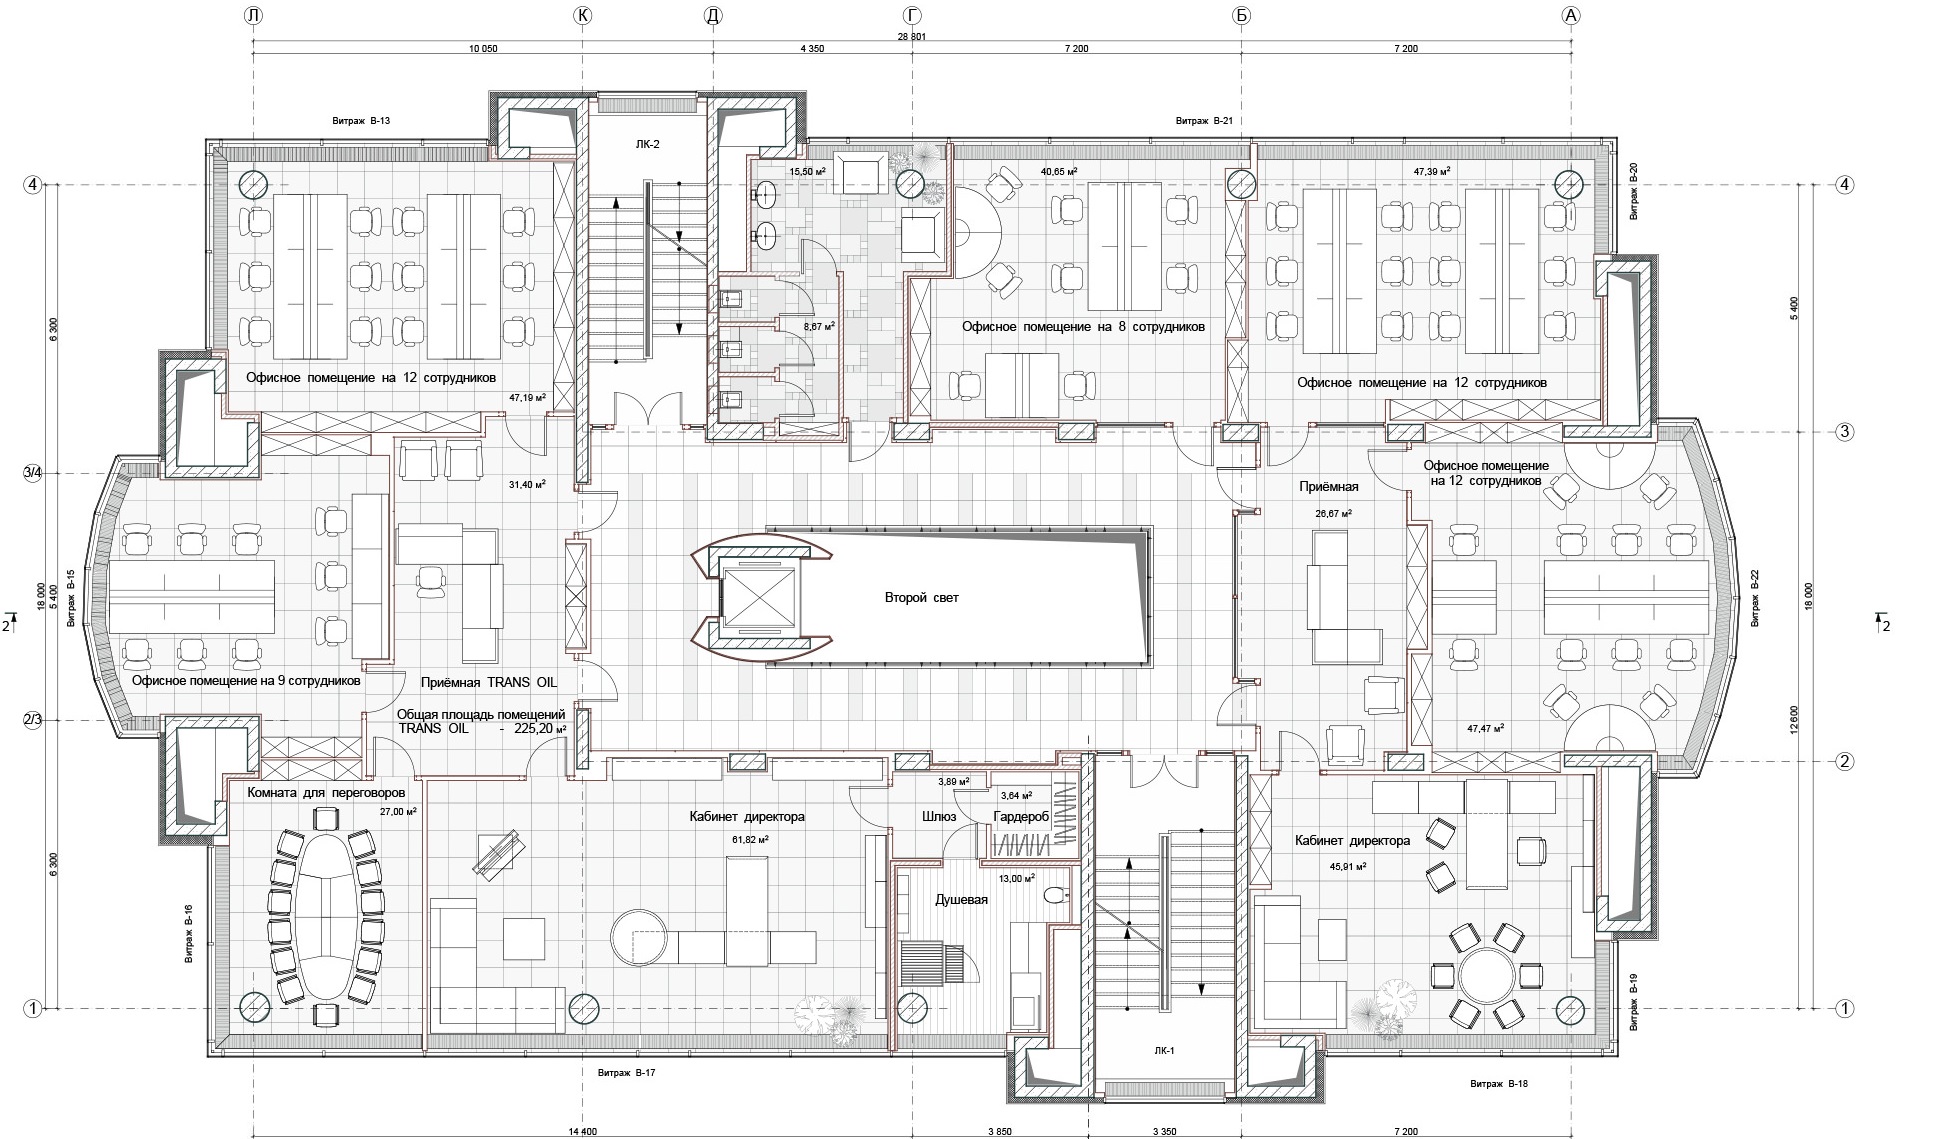 Л К Д Г Б А
28 801
10 050 4 350 7 200 7 200
Витраж В-13
Витраж В-21
ЛК-2
15,50 м²
40,65 м²
47,39 м²
Витраж В-20
4
4
6 300
5 400
8,67 м²
Офисное помещение на 8 сотрудников
Офисное помещение на 12 сотрудников
47,19 м²
Офисное помещение на 12 сотрудников
3
3/4
31,40 м²
Приёмная
26,67 м²
Офисное помещение
на 12 сотрудников
18 000
5 400
Витраж В-15
2
Второй свет
Витраж В-22
18 000
2
Офисное помещение на 9 сотрудников
Приёмная TRANS OIL
Общая площадь помещений
TRANS OIL - 225,20 м²
2/3
47,47 м²
12 600
2
Комната для переговоров
27,00 м²
Кабинет директора
61,82 м²
3,89 м²
Шлюз
3,64 м²
Гардероб
Кабинет директора
45,91 м²
6 300
13,00 м²
Душевая
Витраж В-16
Витраж В-19
1
1
ЛК-1
Витраж В-17
Витраж В-18
14 400 3 850 3 350 7 200